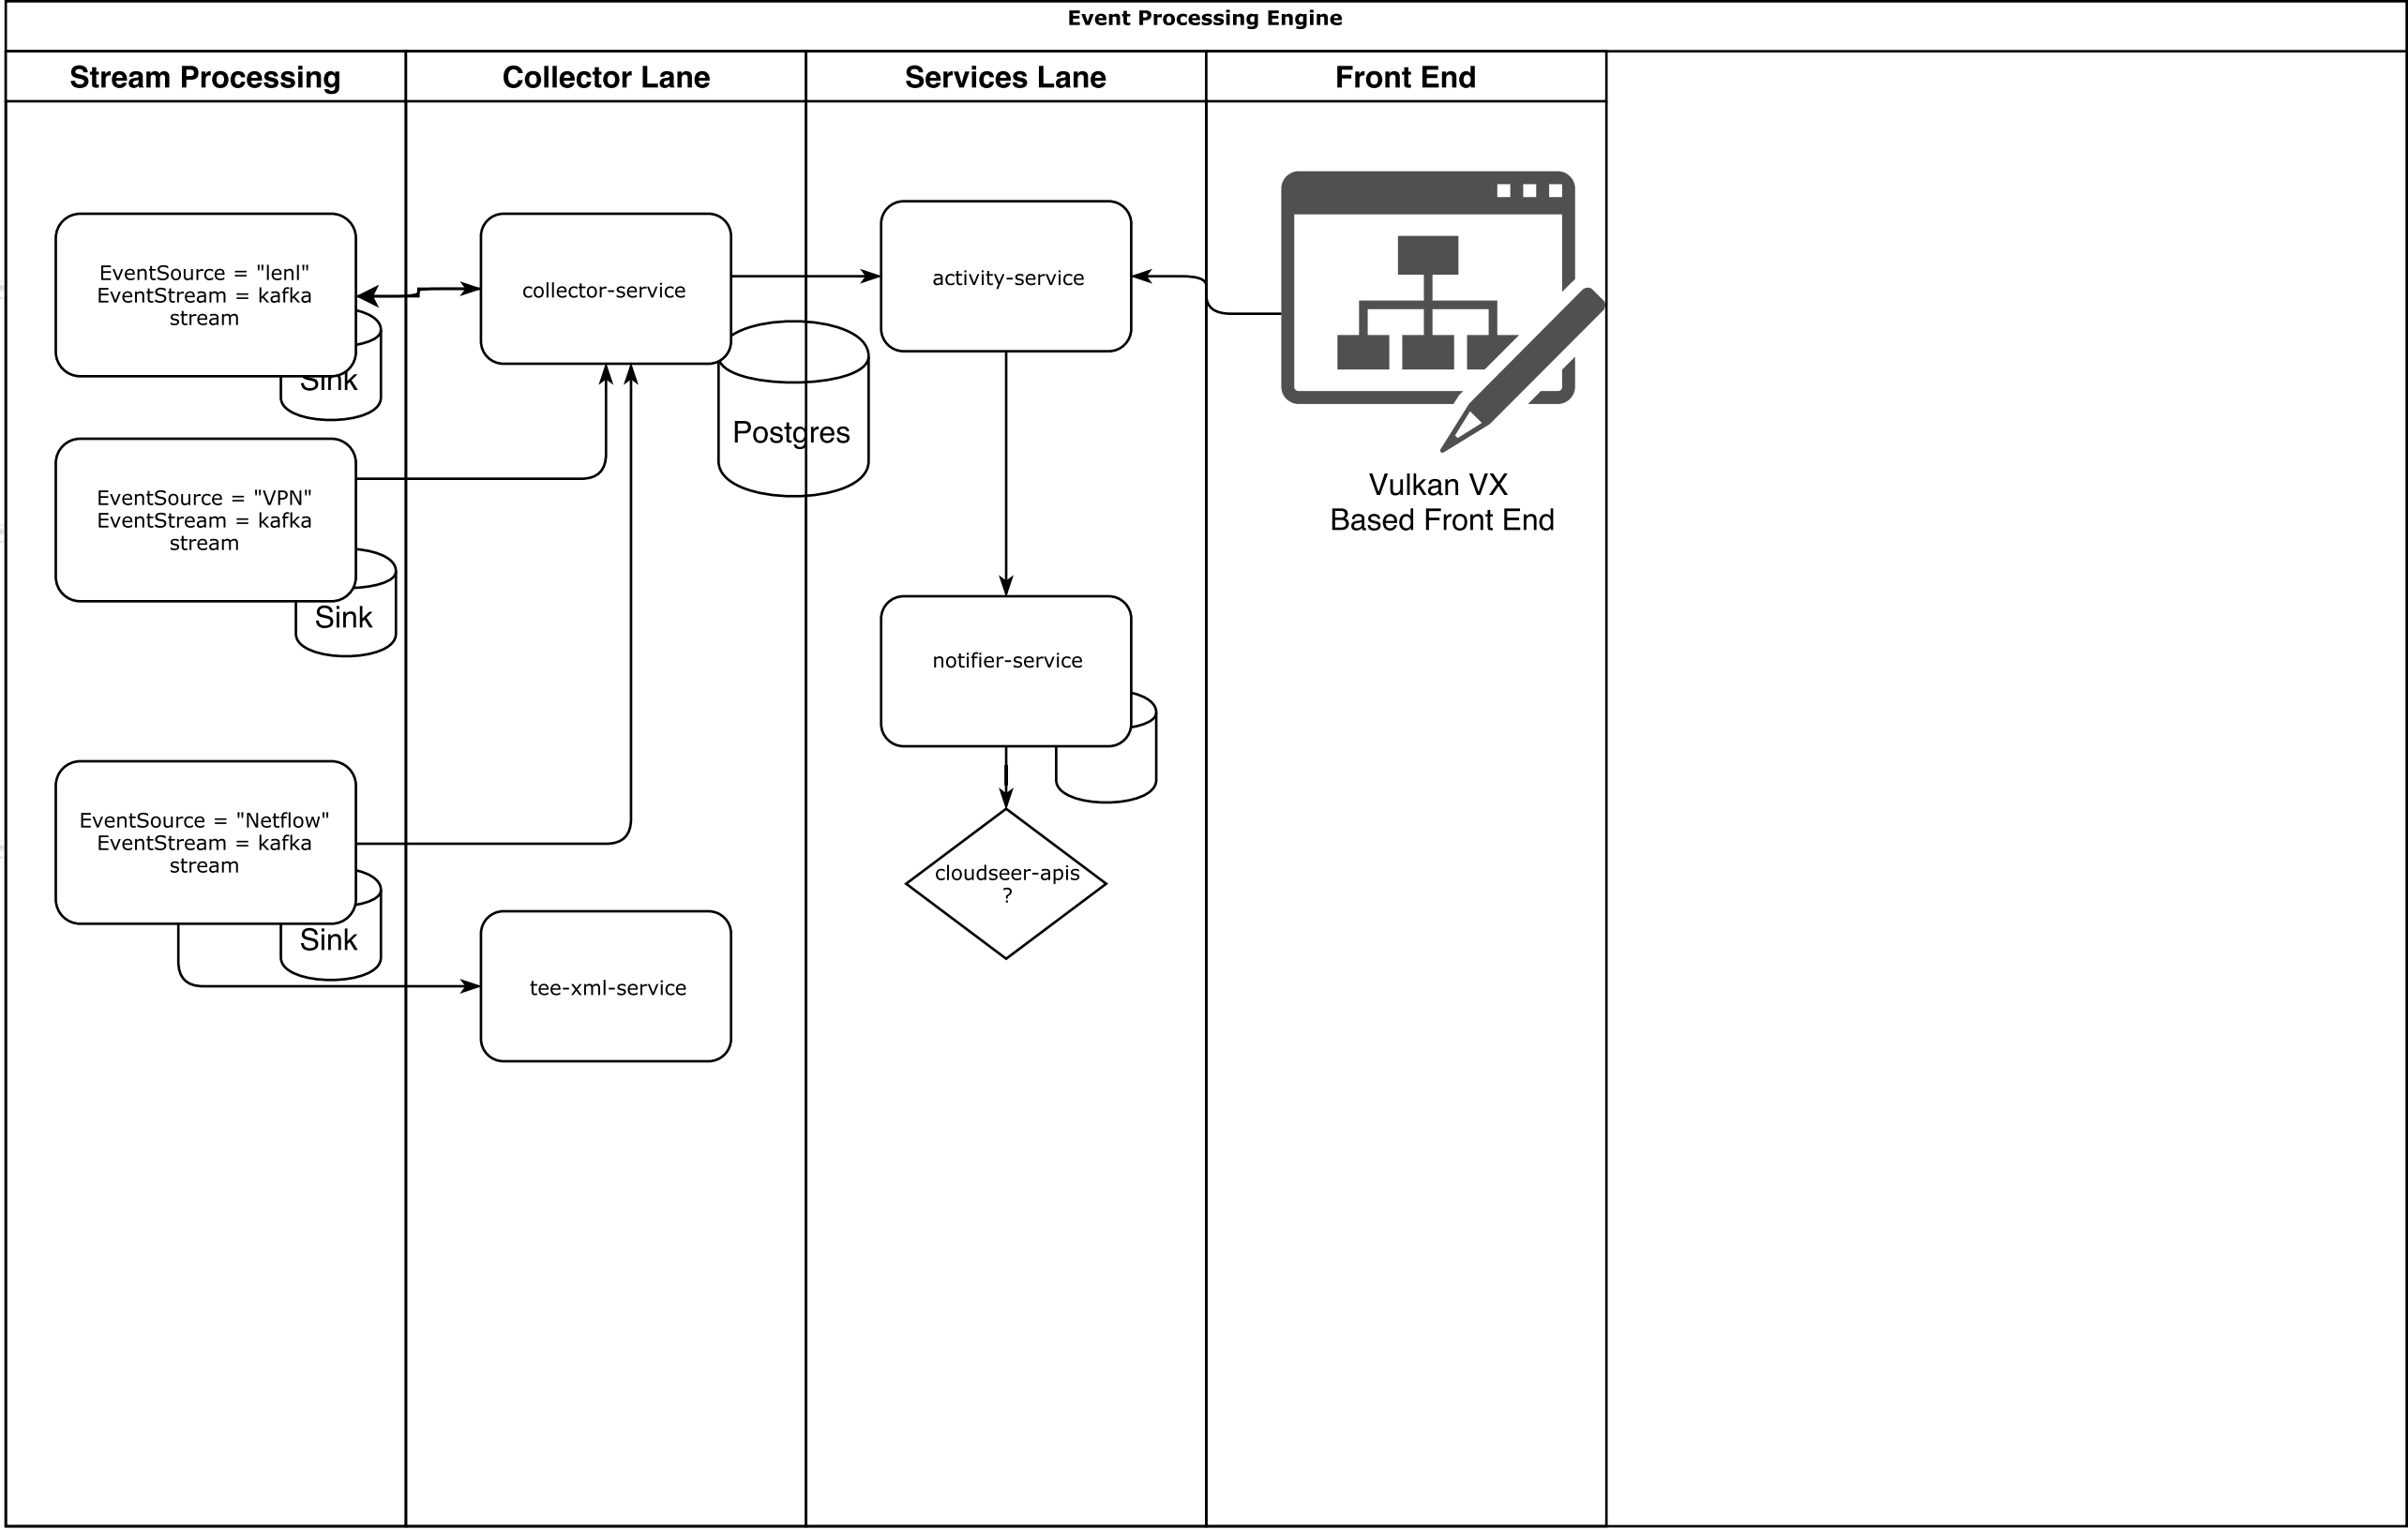 Event Processing Engine
Stream Processing
Collector Lane
Services Lane
Front End
EventSource = "lenl"
EventStream = kafka
stream
Sink
collector-service
Postgres
activity-service
Vulkan VX
Based Front End
EventSource = "VPN"
EventStream = kafka
stream
Sink
notifier-service
EventSource = "Netflow"
EventStream = kafka
stream
Sink
cloudseer-apis
?
tee-xml-service